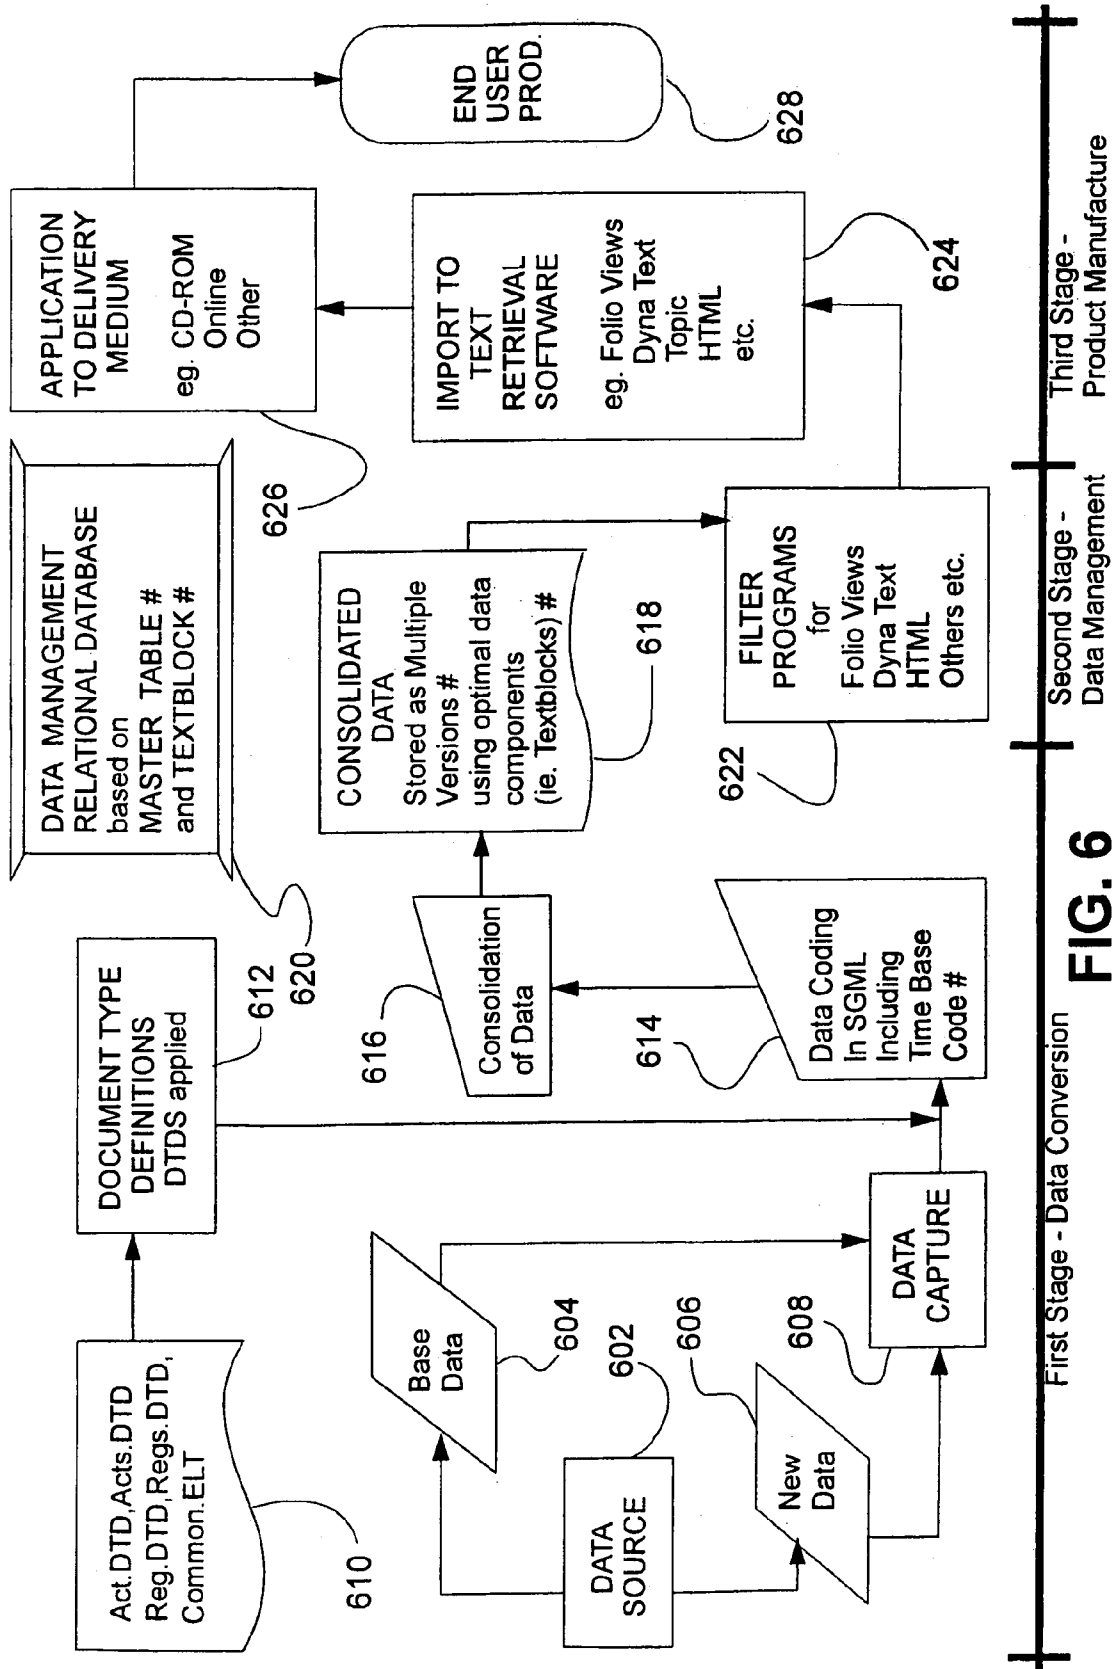 Act.DTD,Acts.DTD
Reg.DTD,Regs.DTD,
Common.ELT
610
DOCUMENT TYPE
DEFINITIONS
DTDS applied
612
DATA MANAGEMENT
RELATIONAL DATABASE
based on
MASTER TABLE #
and TEXTBLOCK #
620
APPLICATION
TO DELIVERY
MEDIUM
eg. CD-ROM
Online
Other
626
END
USER
PROD.
628
DATA
SOURCE
602
Base
Data
604
New
Data
606
DATA
CAPTURE
608
Data Coding
In SGML
Including
Time Base
Code #
614
Consolidation
of Data
616
CONSOLIDATED
DATA
Stored as Multiple
Versions #
using optimal data
components
(ie. Textblocks) #
618
FILTER
PROGRAMS
for
Folio Views
Dyna Text
HTML
Others etc.
622
IMPORT TO
TEXT
RETRIEVAL
SOFTWARE
eg. Folio Views
Dyna Text
Topic
HTML
etc.
624
First Stage - Data Conversion
Second Stage -
Data Management
Third Stage -
Product Manufacture
FIG. 6